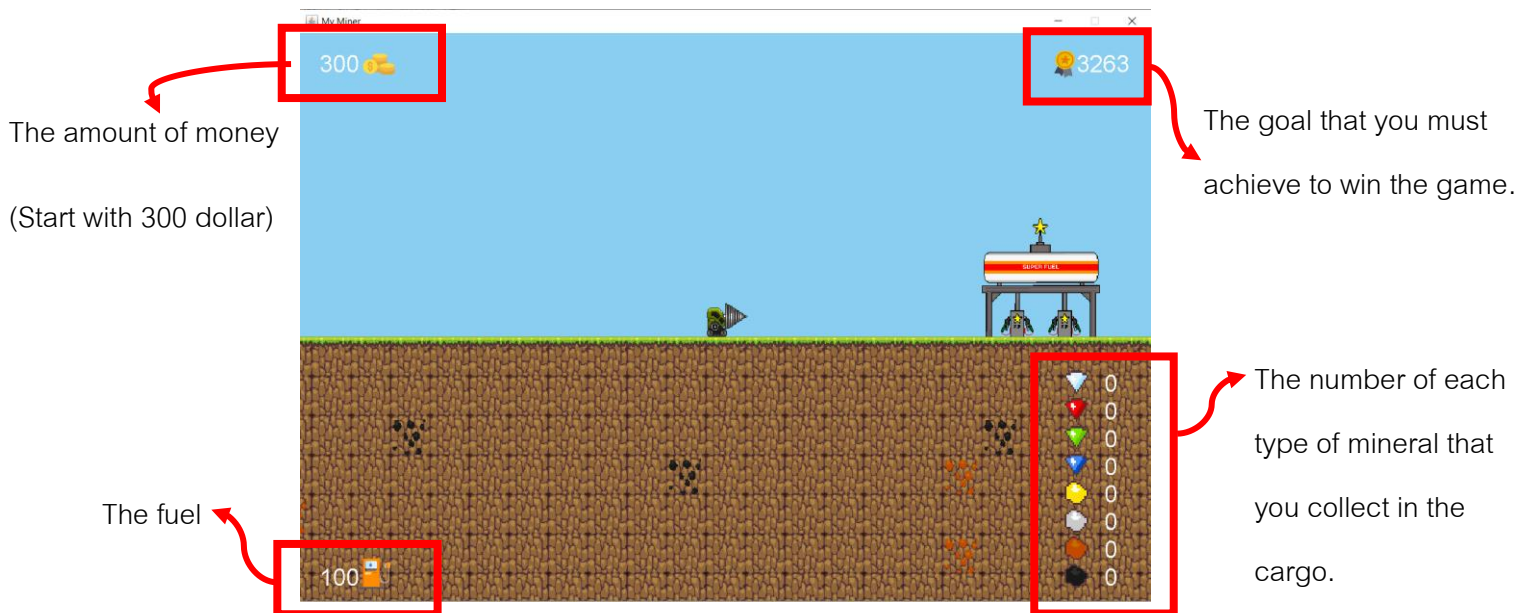 My Miner
300
3263
The amount of money
(Start with 300 dollar)
The goal that you must
achieve to win the game.
SUPER FUEL
0
0
0
0
0
0
0
0
The number of each
type of mineral that
you collect in the
cargo.
The fuel
100